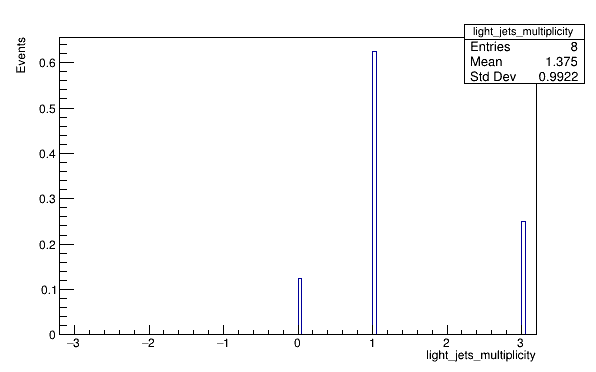 light_jets_multiplicity
Entries 8
Mean 1.375
Std Dev 0.9922
Events
0.6
0.5
0.4
0.3
0.2
0.1
0
−3 −2 −1 0 1 2 3
light_jets_multiplicity